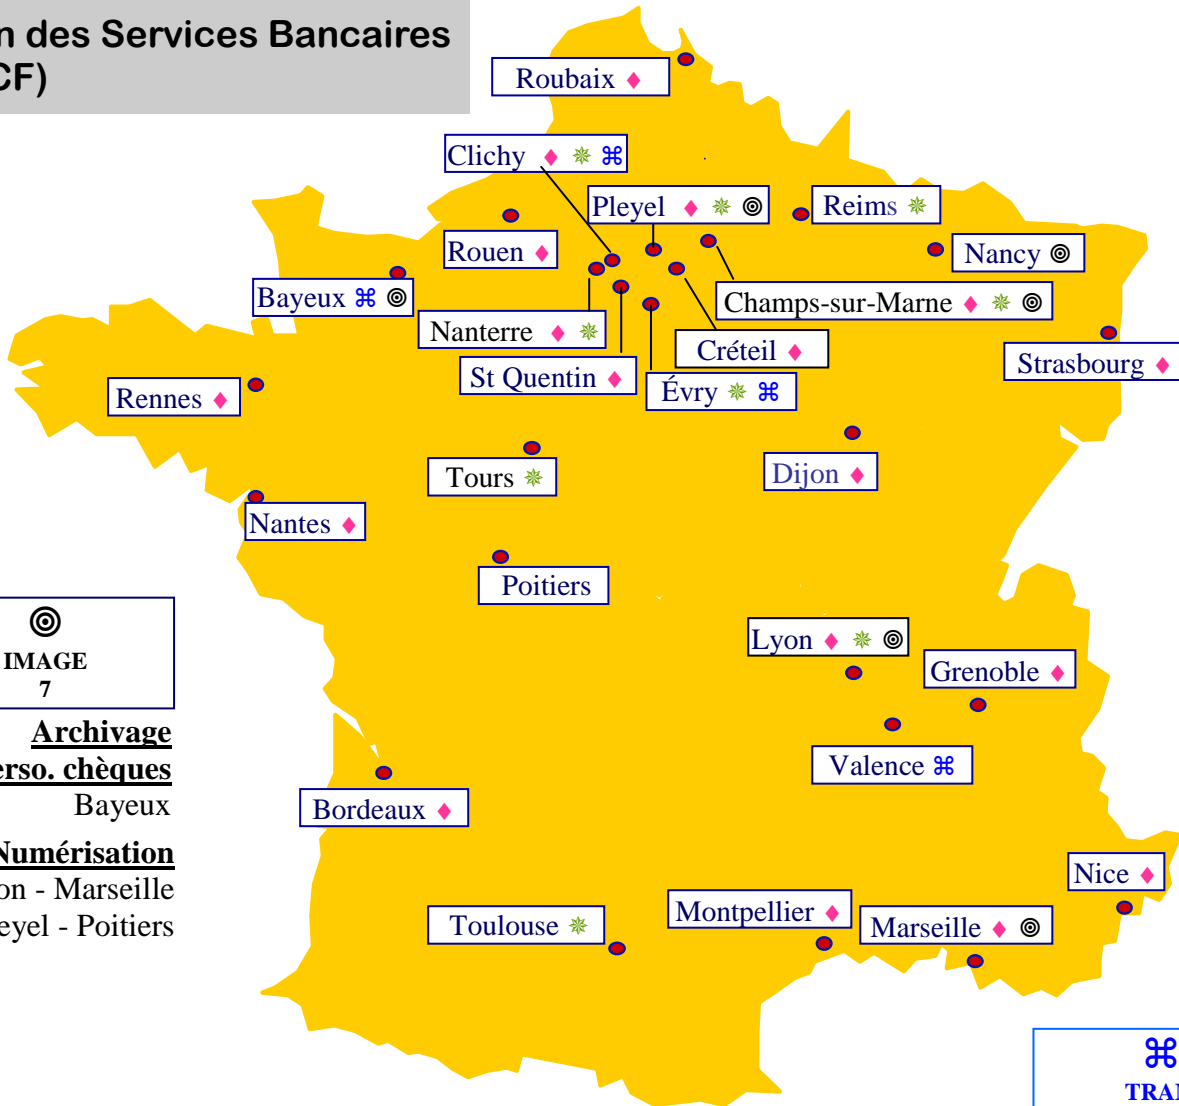 n des Services Bancaires
CF)
Roubaix ♦
Clichy ♦ ✵ ⌘
Pleyel ♦ ✵ ◎
Reims ✵
Rouen ♦
Nancy ◎
Bayeux ⌘ ◎
Champs-sur-Marne ♦ ✵ ◎
Nanterre ♦ ✵
Créteil ♦
Strasbourg ♦
St Quentin ♦
Évry ✵ ⌘
Rennes ♦
Tours ✵
Dijon ♦
Nantes ♦
Poitiers
◎
IMAGE
7
Lyon ♦ ✵ ◎
Grenoble ♦
Archivage
erso. chèques
Bayeux
Valence ⌘
Bordeaux ♦
Numérisation
on - Marseille
eyel - Poitiers
Nice ♦
Montpellier ♦
Marseille ♦ ◎
Toulouse ✵
⌘
TRAN